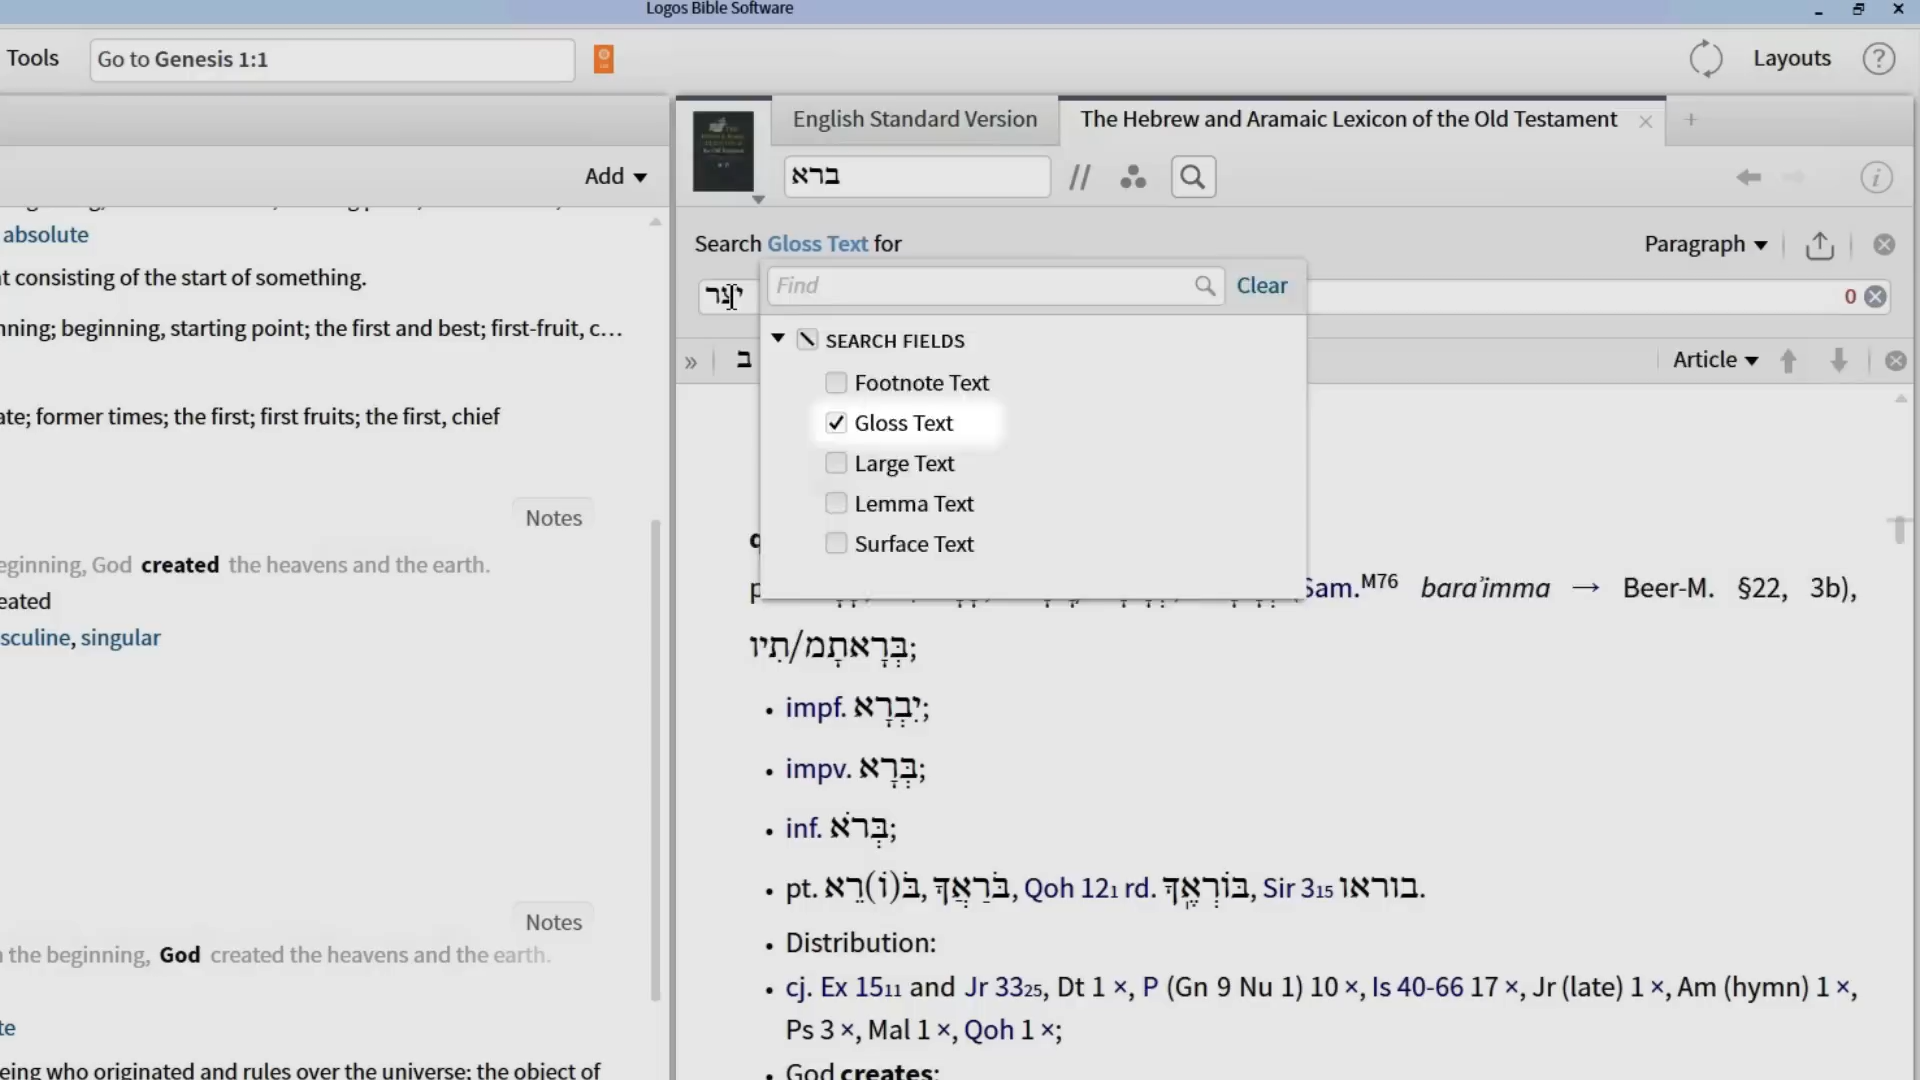 Logos Bible Software
Tools
Go to Genesis 1:1
Layouts
English Standard Version
The Hebrew and Aramaic Lexicon of the Old Testament
Add
ברא
absolute
Search Gloss Text for
Paragraph
t consisting of the start of something.
Find
Clear
יצר
0
nning; beginning, starting point; the first and best; first-fruit, c…
SEARCH FIELDS
ב
Article
Footnote Text
ate; former times; the first; first fruits; the first, chief
Gloss Text
Large Text
Lemma Text
Notes
Surface Text
eginning, God created the heavens and the earth.
Sam.M76 bara’imma → Beer-M. §22, 3b),
eated
sculine, singular
בְּרָאתָמ/תִיו;
• impf. יִבְרָא;
• impv. בְּרָא;
• inf. בְּרֹא;
• pt. בֹּ(וֹ)רֵא, בֹּרַאֲךָ, Qoh 121 rd. בּוֹרְאֶךָ, Sir 315 בוראו.
Notes
• Distribution:
the beginning, God created the heavens and the earth.
• cj. Ex 1511 and Jr 3325, Dt 1 ×, P (Gn 9 Nu 1) 10 ×, Is 40-66 17 ×, Jr (late) 1 ×, Am (hymn) 1 ×,
Ps 3 ×, Mal 1 ×, Qoh 1 ×;
te
eing who originated and rules over the universe; the object of
• God creates: